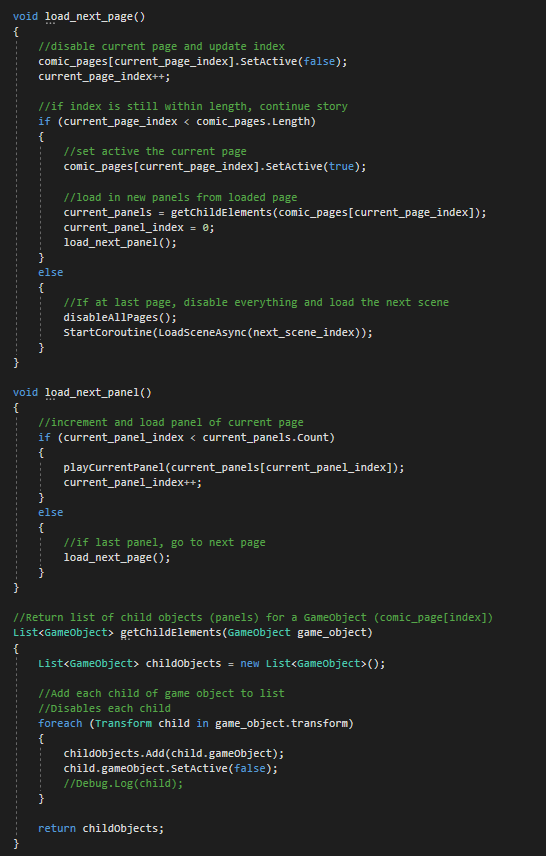 void load_next_page()
{
//disable current page and update index
comic_pages[current_page_index].SetActive(false);
current_page_index++;
//if index is still within length, continue story
if (current_page_index < comic_pages.Length)
{
//set active the current page
comic_pages[current_page_index].SetActive(true);
//load in new panels from loaded page
current_panels = getChildElements(comic_pages[current_page_index]);
current_panel_index = 0;
load_next_panel();
}
else
{
//If at last page, disable everything and load the next scene
disableAllPages();
StartCoroutine(LoadSceneAsync(next_scene_index));
}
}
void load_next_panel()
{
//increment and load panel of current page
if (current_panel_index < current_panels.Count)
{
playCurrentPanel(current_panels[current_panel_index]);
current_panel_index++;
}
else
{
//if last panel, go to next page
load_next_page();
}
}
//Return list of child objects (panels) for a GameObject (comic_page[index])
List<GameObject> getChildElements(GameObject game_object)
{
List<GameObject> childObjects = new List<GameObject>();
//Add each child of game object to list
//Disables each child
foreach (Transform child in game_object.transform)
{
childObjects.Add(child.gameObject);
child.gameObject.SetActive(false);
//Debug.Log(child);
}
return childObjects;
}